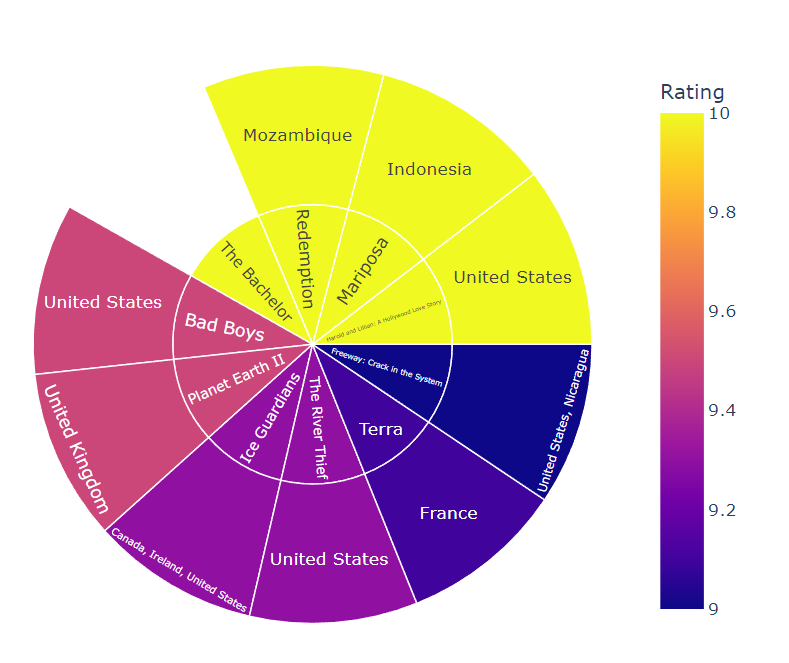 Rating
10
9.8
9.6
9.4
9.2
9
Mozambique
Indonesia
United States
Redemption
Mariposa
The Bachelor
Harold and Lillian: A Hollywood Love Story
United States
Bad Boys
Freeway: Crack in the System
United States, Nicaragua
Planet Earth II
United Kingdom
Ice Guardians
The River Thief
Terra
France
Canada, Ireland, United States
United States